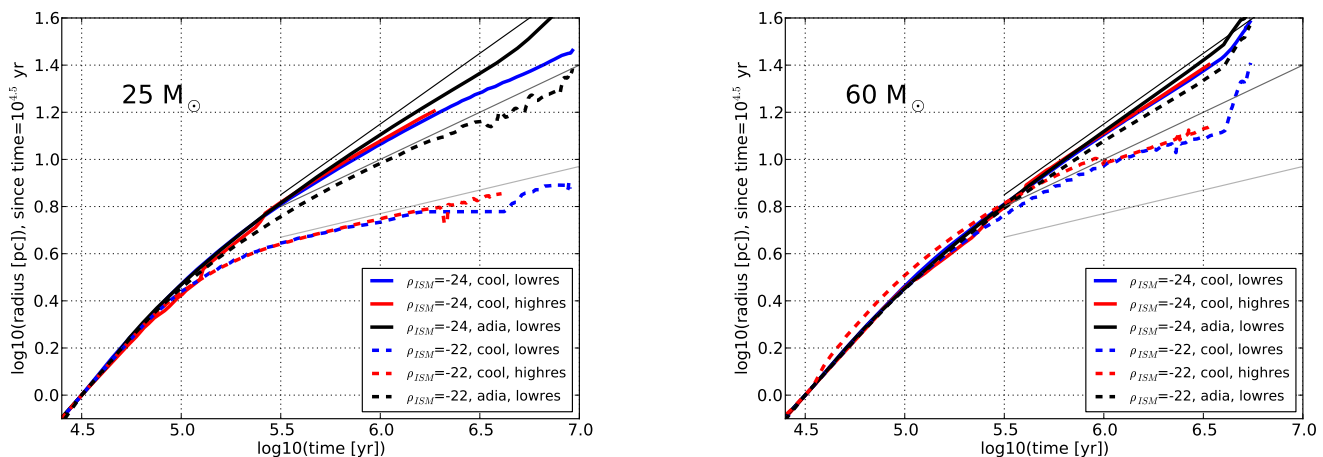 log10(radius [pc]), since time=10^4.5 yr
1.6
1.4
1.2
1.0
0.8
0.6
0.4
0.2
0.0
25 M☉
ρISM=-24, cool, lowres
ρISM=-24, cool, highres
ρISM=-24, adia, lowres
ρISM=-22, cool, lowres
ρISM=-22, cool, highres
ρISM=-22, adia, lowres
4.5 5.0 5.5 6.0 6.5 7.0
log10(time [yr])
log10(radius [pc]), since time=10^4.5 yr
1.6
1.4
1.2
1.0
0.8
0.6
0.4
0.2
0.0
60 M☉
ρISM=-24, cool, lowres
ρISM=-24, cool, highres
ρISM=-24, adia, lowres
ρISM=-22, cool, lowres
ρISM=-22, cool, highres
ρISM=-22, adia, lowres
4.5 5.0 5.5 6.0 6.5 7.0
log10(time [yr])